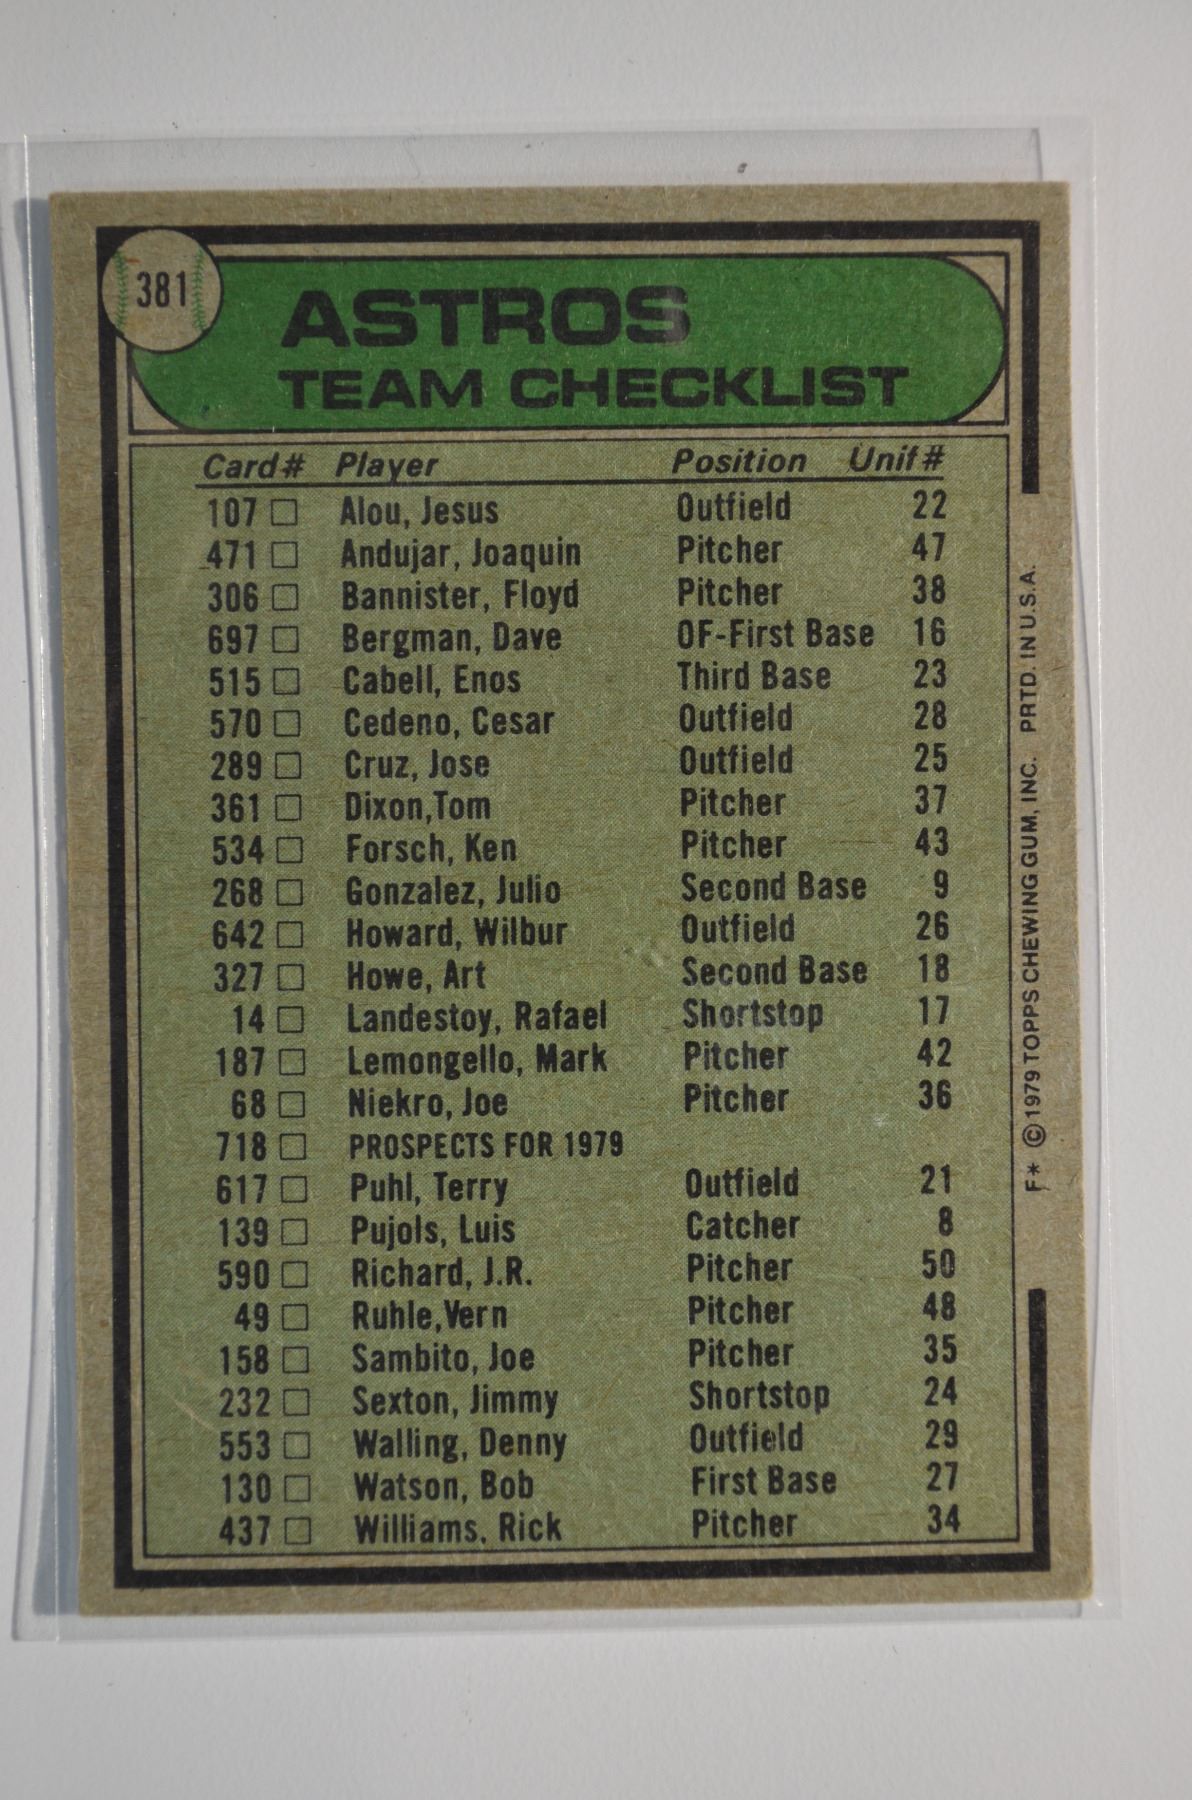 381
ASTROS
TEAM CHECKLIST
Card# Player Position Unif#
107 □ Alou, Jesus Outfield 22
471 □ Andujar, Joaquin Pitcher 47
306 □ Bannister, Floyd Pitcher 38
697 □ Bergman, Dave OF-First Base 16
515 □ Cabell, Enos Third Base 23
570 □ Cedeno, Cesar Outfield 28
289 □ Cruz, Jose Outfield 25
361 □ Dixon,Tom Pitcher 37
534 □ Forsch, Ken Pitcher 43
268 □ Gonzalez, Julio Second Base 9
642 □ Howard, Wilbur Outfield 26
327 □ Howe, Art Second Base 18
14 □ Landestoy, Rafael Shortstop 17
187 □ Lemongello, Mark Pitcher 42
68 □ Niekro, Joe Pitcher 36
718 □ PROSPECTS FOR 1979
617 □ Puhl, Terry Outfield 21
139 □ Pujols, Luis Catcher 8
590 □ Richard, J.R. Pitcher 50
49 □ Ruhle,Vern Pitcher 48
158 □ Sambito, Joe Pitcher 35
232 □ Sexton, Jimmy Shortstop 24
553 □ Walling, Denny Outfield 29
130 □ Watson, Bob First Base 27
437 □ Williams, Rick Pitcher 34
F* © 1979 TOPPS CHEWING GUM, INC. PRTD. IN U.S.A.